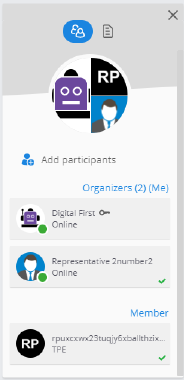 RP
Add participants
Organizers (2) (Me)
Digital First
Online
Representative 2number2
Online
Member
RP
rpuxcxwx23tuqjy6xballthzix...
TPE